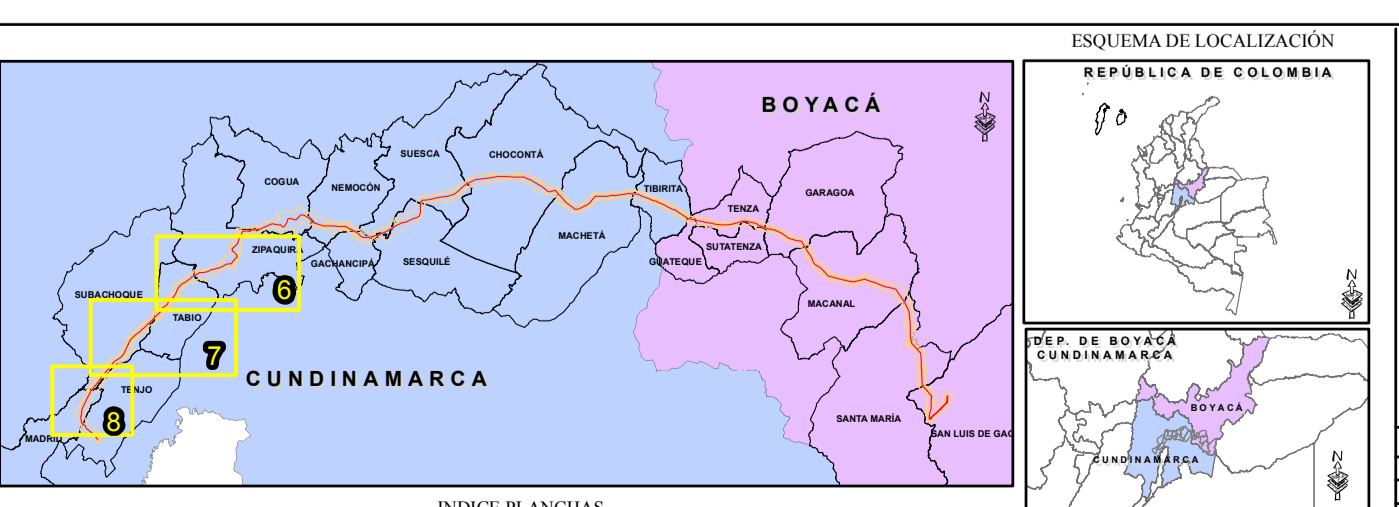 ESQUEMA DE LOCALIZACIÓN
REPÚBLICA DE COLOMBIA
N
BOYACÁ
N
SUESCA
CHOCONTÁ
COGUA
NEMOCÓN
TIBIRITA
GARAGOA
TENZA
MACHETÁ
SUTATENZA
ZIPAQUIRÁ
GACHANCIPÁ
SESQUILÉ
GUATEQUE
6
SUBACHOQUE
MACANAL
TABIO
7
CUNDINAMARCA
TENJO
8
MADRID
SANTA MARÍA
SAN LUIS DE GAC
N
DEP. DE BOYACÁ
CUNDINAMARCA
BOYACÁ
CUNDINAMARCA
N
INDICE PLANCHAS